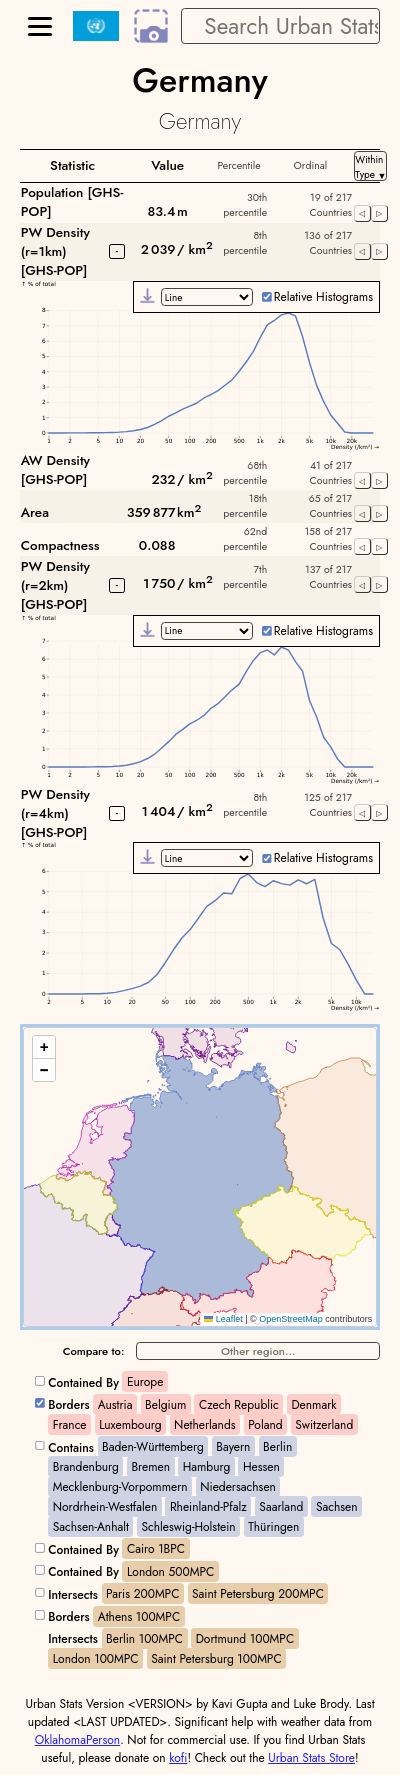 Search Urban Stats
Germany
Germany
Statistic Value Percentile Ordinal Within Type ▼
Population [GHS-POP] 83.4 m 30th percentile 19 of 217 Countries ◁ ▷
PW Density (r=1km) [GHS-POP] - 2 039 / km2 8th percentile 136 of 217 Countries ◁ ▷
↑ % of total
Line Relative Histograms
8
7
6
5
4
3
2
1
0
1 2 5 10 20 50 100 200 500 1k 2k 5k 10k 20k
Density (/km²) →
AW Density [GHS-POP] 232 / km2 68th percentile 41 of 217 Countries ◁ ▷
Area 359 877 km2 18th percentile 65 of 217 Countries ◁ ▷
Compactness 0.088 62nd percentile 158 of 217 Countries ◁ ▷
PW Density (r=2km) [GHS-POP] - 1 750 / km2 7th percentile 137 of 217 Countries ◁ ▷
↑ % of total
Line Relative Histograms
7
6
5
4
3
2
1
0
1 2 5 10 20 50 100 200 500 1k 2k 5k 10k 20k
Density (/km²) →
PW Density (r=4km) [GHS-POP] - 1 404 / km2 8th percentile 125 of 217 Countries ◁ ▷
↑ % of total
Line Relative Histograms
6
5
4
3
2
1
0
2 5 10 20 50 100 200 500 1k 2k 5k 10k
Density (/km²) →
+
−
Leaflet | © OpenStreetMap contributors
Compare to: Other region...
Contained By Europe
Borders Austria Belgium Czech Republic Denmark
France Luxembourg Netherlands Poland Switzerland
Contains Baden-Württemberg Bayern Berlin
Brandenburg Bremen Hamburg Hessen
Mecklenburg-Vorpommern Niedersachsen
Nordrhein-Westfalen Rheinland-Pfalz Saarland Sachsen
Sachsen-Anhalt Schleswig-Holstein Thüringen
Contained By Cairo 1BPC
Contained By London 500MPC
Intersects Paris 200MPC Saint Petersburg 200MPC
Borders Athens 100MPC
Intersects Berlin 100MPC Dortmund 100MPC
London 100MPC Saint Petersburg 100MPC
Urban Stats Version <VERSION> by Kavi Gupta and Luke Brody. Last
updated <LAST UPDATED>. Significant help with weather data from
OklahomaPerson. Not for commercial use. If you find Urban Stats
useful, please donate on kofi! Check out the Urban Stats Store!